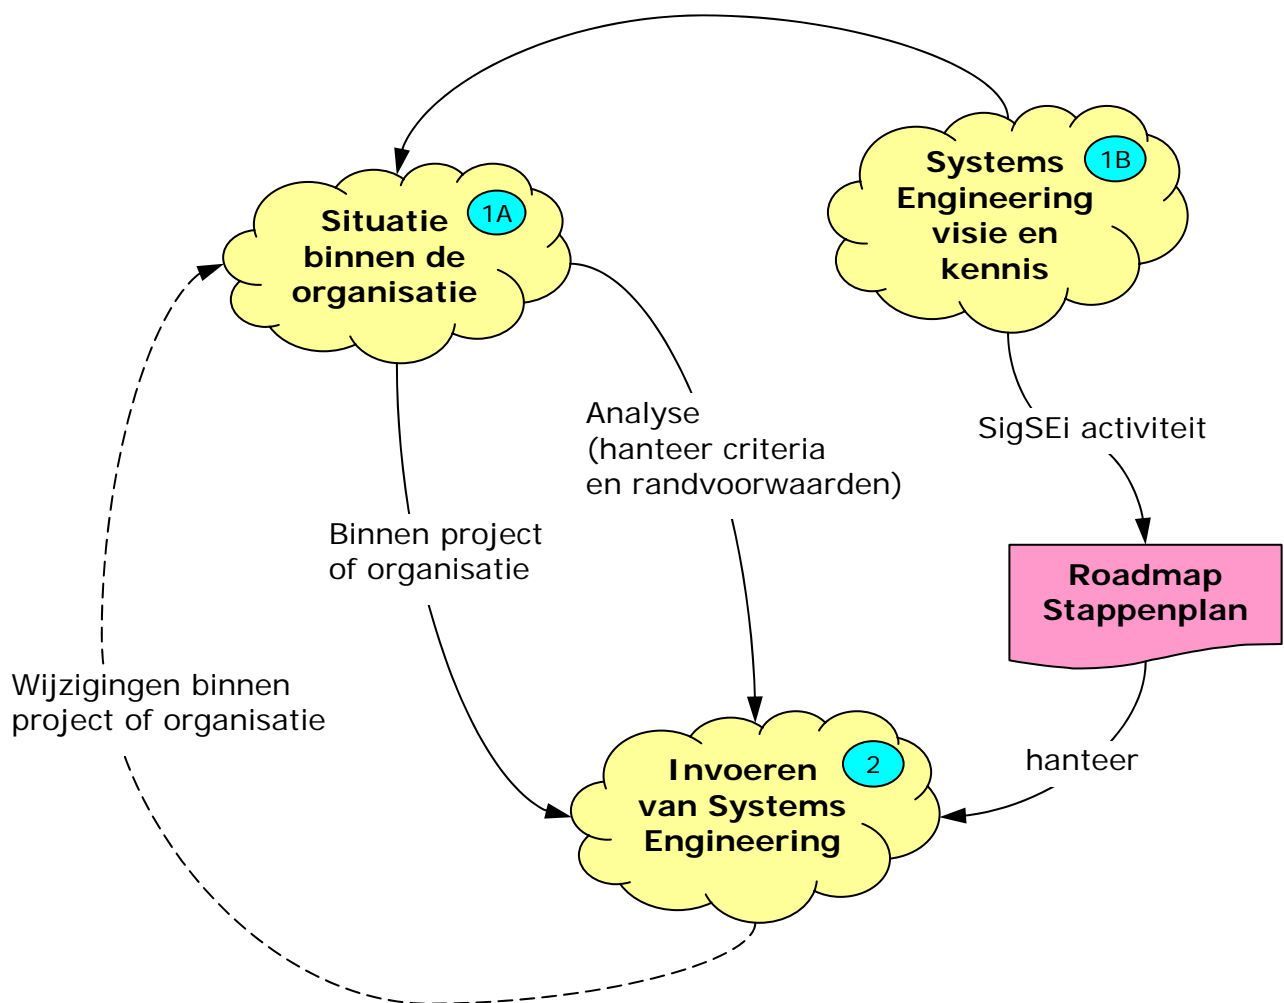 Systems
Engineering
visie en
kennis
1B
Situatie
binnen de
organisatie
1A
Analyse
(hanteer criteria
en randvoorwaarden)
SigSEi activiteit
Binnen project
of organisatie
Roadmap
Stappenplan
Wijzigingen binnen
project of organisatie
hanteer
Invoeren
van Systems
Engineering
2